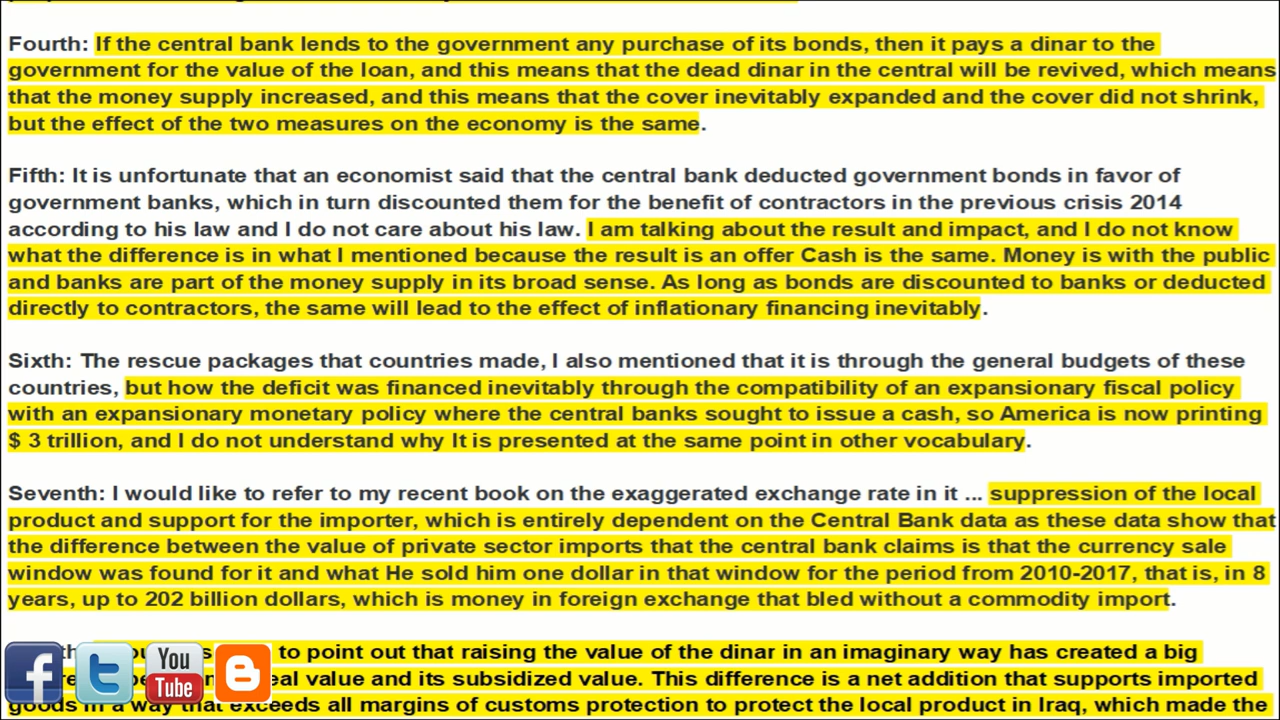 Fourth: If the central bank lends to the government any purchase of its bonds, then it pays a dinar to the
government for the value of the loan, and this means that the dead dinar in the central will be revived, which means
that the money supply increased, and this means that the cover inevitably expanded and the cover did not shrink,
but the effect of the two measures on the economy is the same.
Fifth: It is unfortunate that an economist said that the central bank deducted government bonds in favor of
government banks, which in turn discounted them for the benefit of contractors in the previous crisis 2014
according to his law and I do not care about his law. I am talking about the result and impact, and I do not know
what the difference is in what I mentioned because the result is an offer Cash is the same. Money is with the public
and banks are part of the money supply in its broad sense. As long as bonds are discounted to banks or deducted
directly to contractors, the same will lead to the effect of inflationary financing inevitably.
Sixth: The rescue packages that countries made, I also mentioned that it is through the general budgets of these
countries, but how the deficit was financed inevitably through the compatibility of an expansionary fiscal policy
with an expansionary monetary policy where the central banks sought to issue a cash, so America is now printing
$ 3 trillion, and I do not understand why It is presented at the same point in other vocabulary.
Seventh: I would like to refer to my recent book on the exaggerated exchange rate in it ... suppression of the local
product and support for the importer, which is entirely dependent on the Central Bank data as these data show that
the difference between the value of private sector imports that the central bank claims is that the currency sale
window was found for it and what He sold him one dollar in that window for the period from 2010-2017, that is, in 8
years, up to 202 billion dollars, which is money in foreign exchange that bled without a commodity import.
to point out that raising the value of the dinar in an imaginary way has created a big
value and its subsidized value. This difference is a net addition that supports imported
goods in a way that exceeds all margins of customs protection to protect the local product in Iraq, which made the
f
t
You
Tube
B